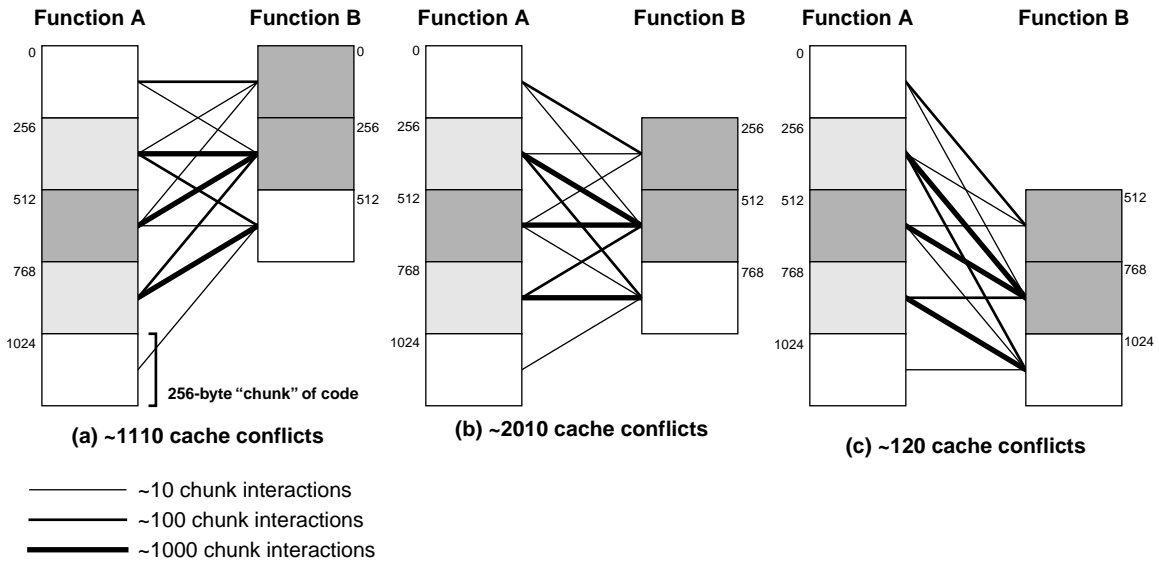 Function A Function B Function A Function B Function A Function B
0 0 0 0
256 256 256 256 256
512 512 512 512 512 512
768 768 768 768 768
1024 1024 1024 1024
256-byte “chunk” of code
(a) ~1110 cache conflicts (b) ~2010 cache conflicts (c) ~120 cache conflicts
~10 chunk interactions
~100 chunk interactions
~1000 chunk interactions